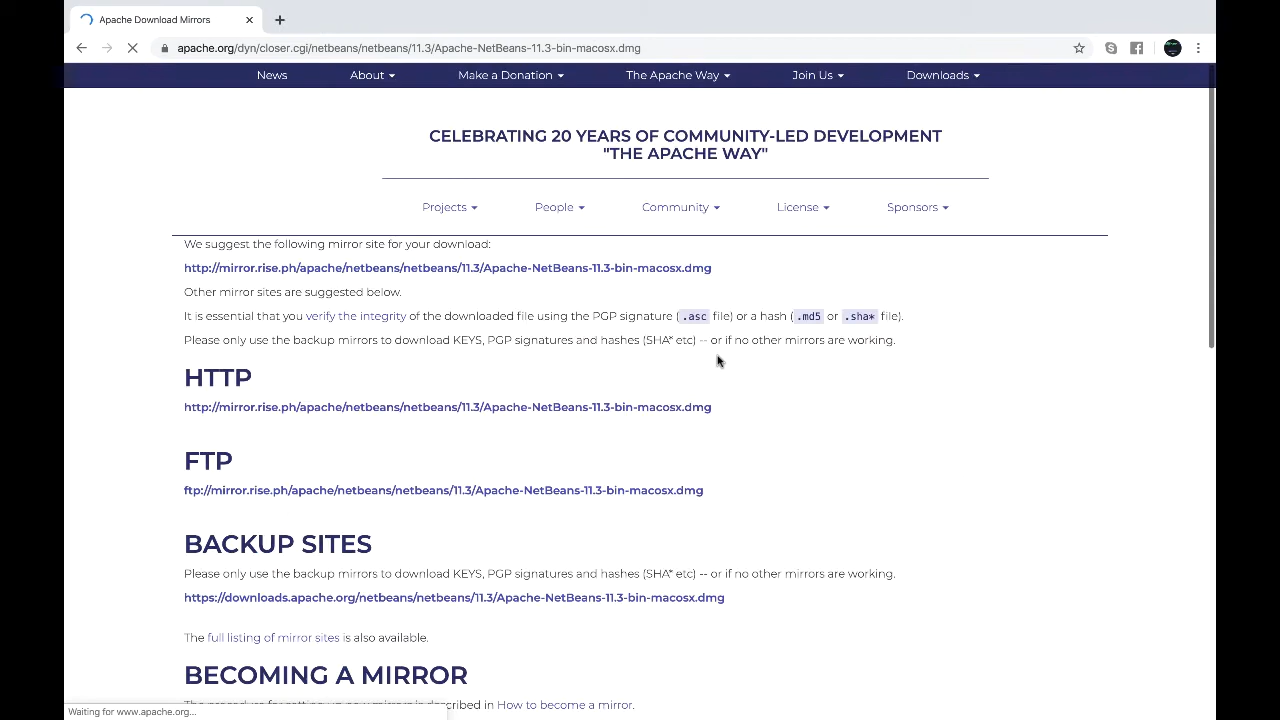 Apache Download Mirrors
apache.org/dyn/closer.cgi/netbeans/netbeans/11.3/Apache-NetBeans-11.3-bin-macosx.dmg
News About Make a Donation The Apache Way Join Us Downloads
CELEBRATING 20 YEARS OF COMMUNITY-LED DEVELOPMENT
"THE APACHE WAY"
Projects People Community License Sponsors
We suggest the following mirror site for your download:
http://mirror.rise.ph/apache/netbeans/netbeans/11.3/Apache-NetBeans-11.3-bin-macosx.dmg
Other mirror sites are suggested below.
It is essential that you verify the integrity of the downloaded file using the PGP signature ( .asc file) or a hash ( .md5 or .sha* file).
Please only use the backup mirrors to download KEYS, PGP signatures and hashes (SHA* etc) -- or if no other mirrors are working.
HTTP
http://mirror.rise.ph/apache/netbeans/netbeans/11.3/Apache-NetBeans-11.3-bin-macosx.dmg
FTP
ftp://mirror.rise.ph/apache/netbeans/netbeans/11.3/Apache-NetBeans-11.3-bin-macosx.dmg
BACKUP SITES
Please only use the backup mirrors to download KEYS, PGP signatures and hashes (SHA* etc) -- or if no other mirrors are working.
https://downloads.apache.org/netbeans/netbeans/11.3/Apache-NetBeans-11.3-bin-macosx.dmg
The full listing of mirror sites is also available.
BECOMING A MIRROR
described in How to become a mirror.
Waiting for www.apache.org...